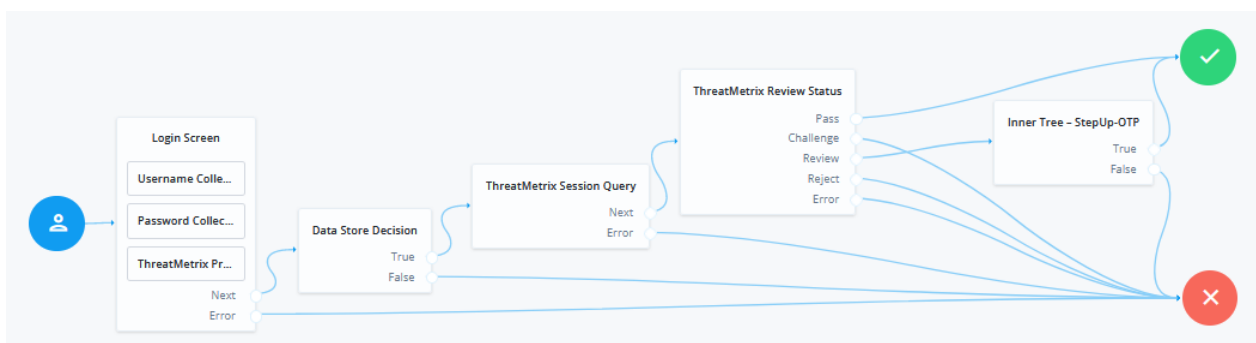 Login Screen
Username Colle...
Password Collec...
ThreatMetrix Pr...
Next
Error
Data Store Decision
True
False
ThreatMetrix Session Query
Next
Error
ThreatMetrix Review Status
Pass
Challenge
Review
Reject
Error
Inner Tree – StepUp-OTP
True
False